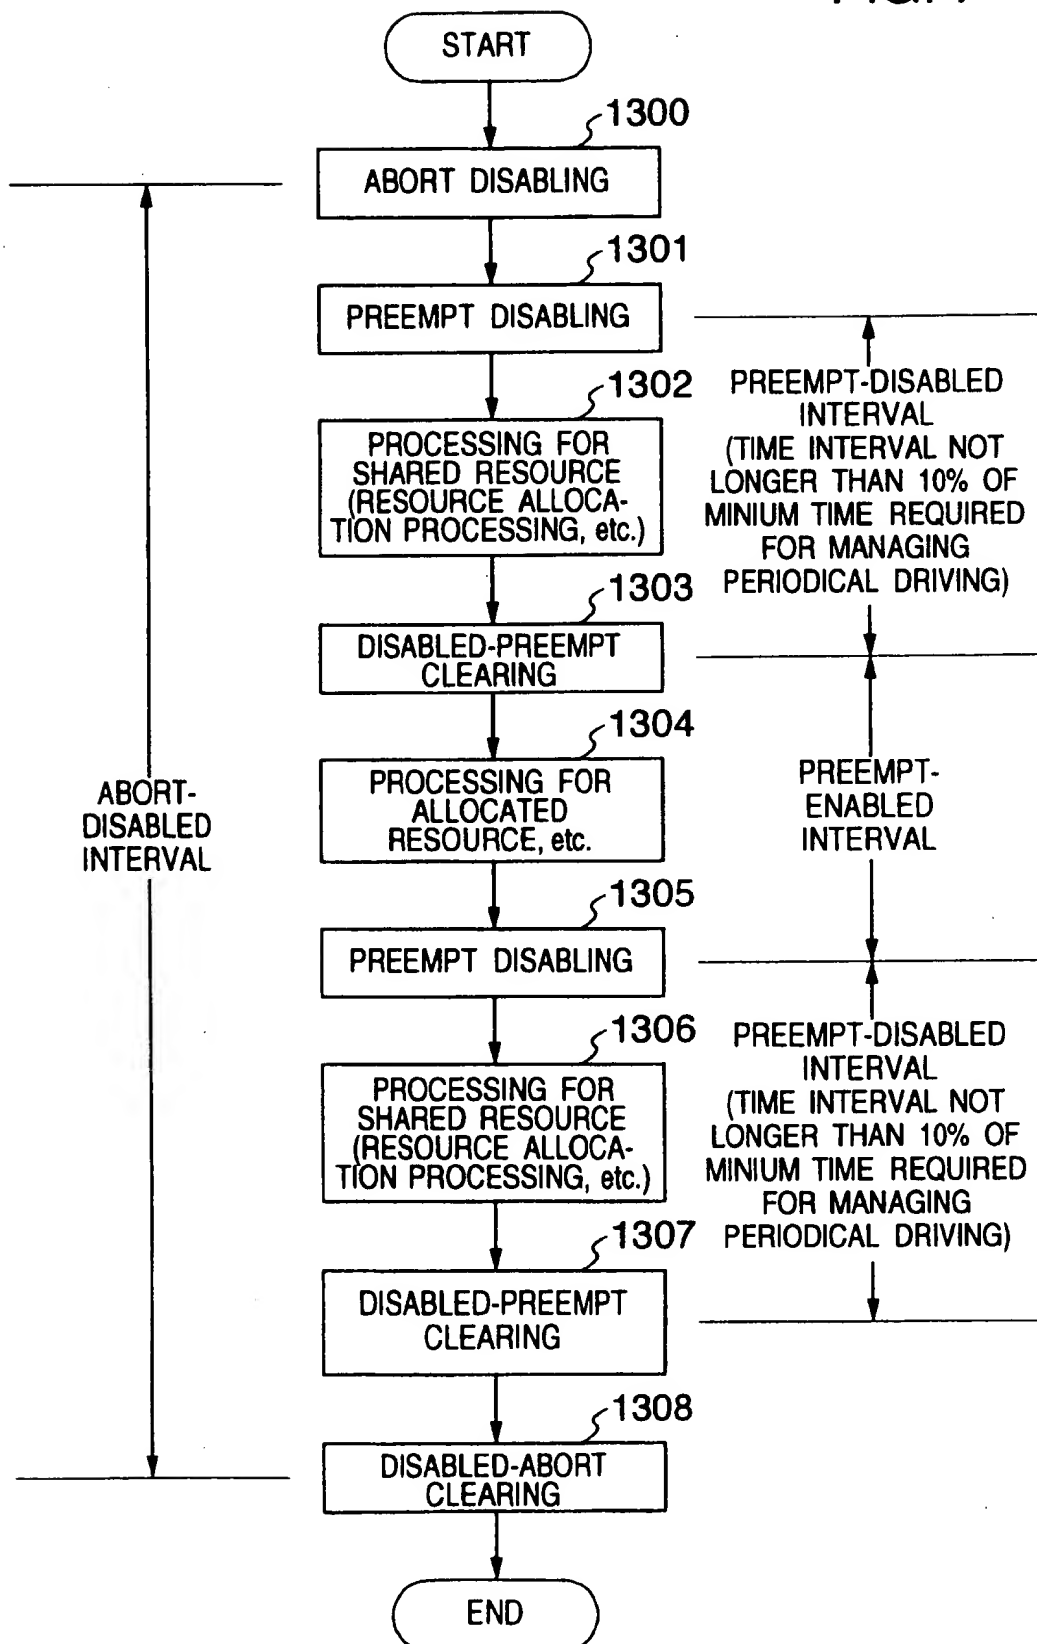 START
1300
ABORT DISABLING
1301
PREEMPT DISABLING
1302
PROCESSING FOR
SHARED RESOURCE
(RESOURCE ALLOCA-
TION PROCESSING, etc.)
1303
DISABLED-PREEMPT
CLEARING
1304
PROCESSING FOR
ALLOCATED
RESOURCE, etc.
1305
PREEMPT DISABLING
1306
PROCESSING FOR
SHARED RESOURCE
(RESOURCE ALLOCA-
TION PROCESSING, etc.)
1307
DISABLED-PREEMPT
CLEARING
1308
DISABLED-ABORT
CLEARING
END
ABORT-
DISABLED
INTERVAL
PREEMPT-DISABLED
INTERVAL
(TIME INTERVAL NOT
LONGER THAN 10% OF
MINIUM TIME REQUIRED
FOR MANAGING
PERIODICAL DRIVING)
PREEMPT-
ENABLED
INTERVAL
PREEMPT-DISABLED
INTERVAL
(TIME INTERVAL NOT
LONGER THAN 10% OF
MINIUM TIME REQUIRED
FOR MANAGING
PERIODICAL DRIVING)